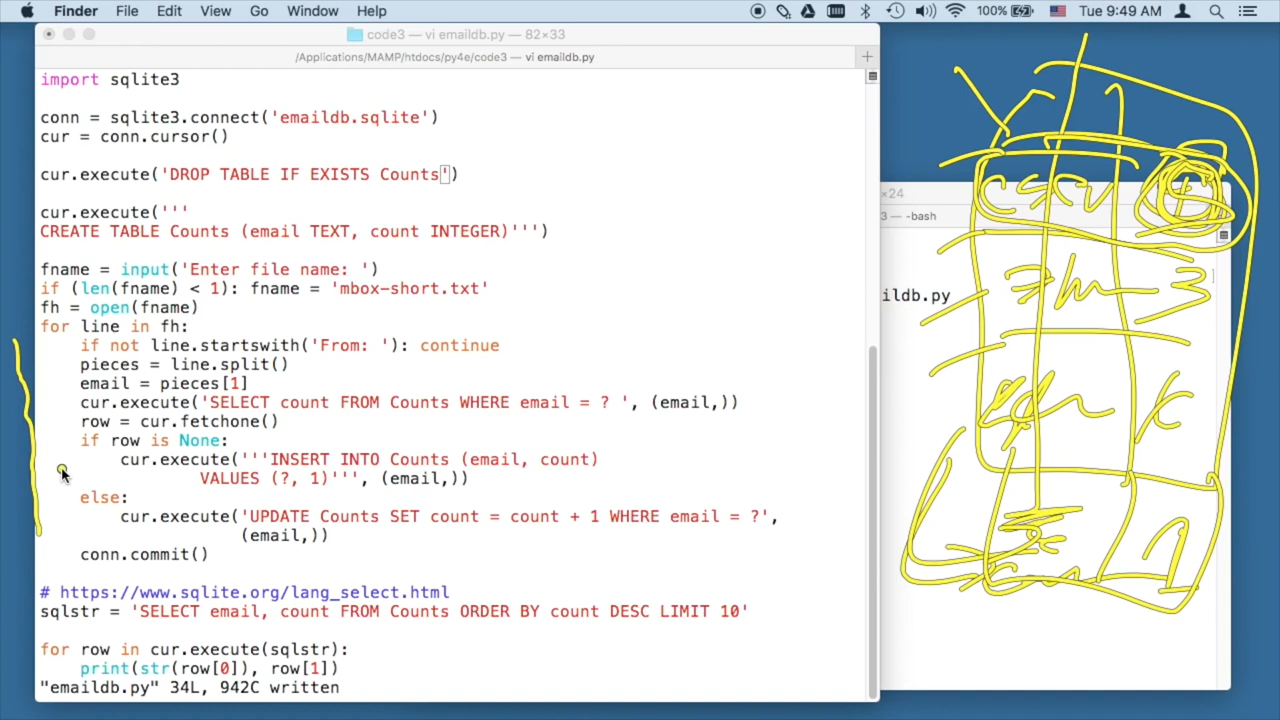 Finder File Edit View Go Window Help 100% Tue 9:49 AM
code3 — vi emaildb.py — 82×33
/Applications/MAMP/htdocs/py4e/code3 — vi emaildb.py +
import sqlite3
conn = sqlite3.connect('emaildb.sqlite')
cur = conn.cursor()
cur.execute('DROP TABLE IF EXISTS Counts')
cur.execute('''
CREATE TABLE Counts (email TEXT, count INTEGER)''')
fname = input('Enter file name: ')
if (len(fname) < 1): fname = 'mbox-short.txt'
fh = open(fname)
for line in fh:
    if not line.startswith('From: '): continue
    pieces = line.split()
    email = pieces[1]
    cur.execute('SELECT count FROM Counts WHERE email = ? ', (email,))
    row = cur.fetchone()
    if row is None:
        cur.execute('''INSERT INTO Counts (email, count)
                VALUES (?, 1)''', (email,))
    else:
        cur.execute('UPDATE Counts SET count = count + 1 WHERE email = ?',
                    (email,))
    conn.commit()
# https://www.sqlite.org/lang_select.html
sqlstr = 'SELECT email, count FROM Counts ORDER BY count DESC LIMIT 10'
for row in cur.execute(sqlstr):
    print(str(row[0]), row[1])
"emaildb.py" 34L, 942C written
×24
3 — -bash
ildb.py
csev
3
1